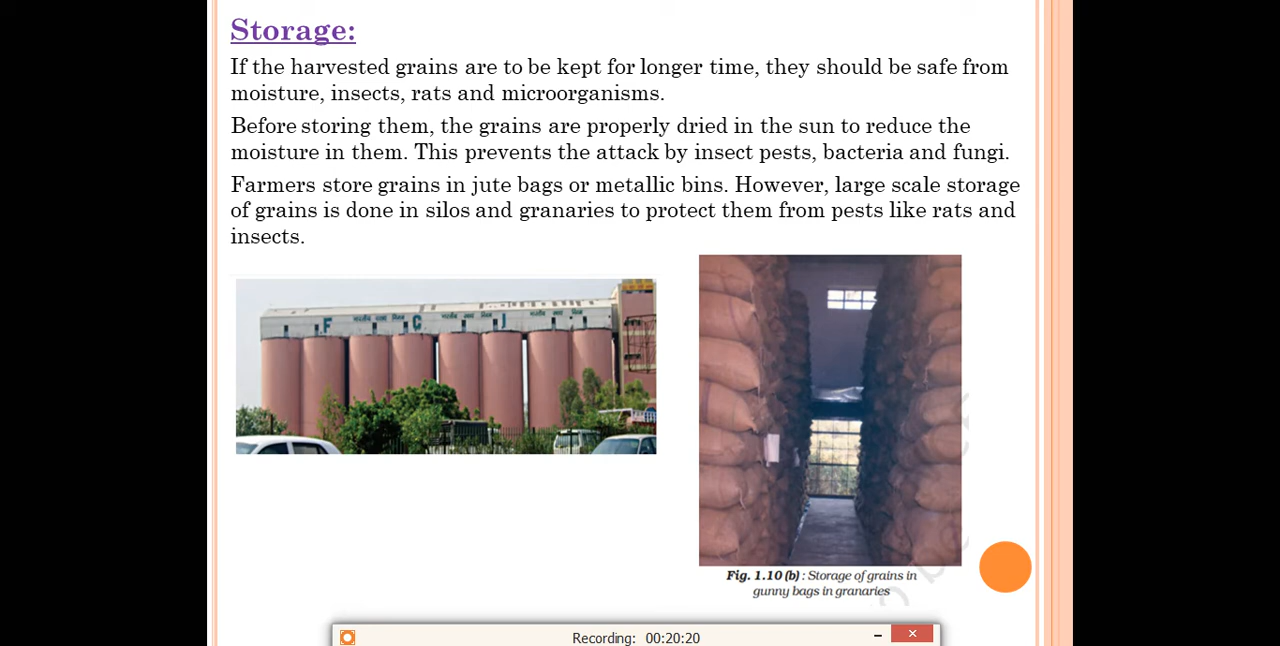 Storage:
If the harvested grains are to be kept for longer time, they should be safe from
moisture, insects, rats and microorganisms.
Before storing them, the grains are properly dried in the sun to reduce the
moisture in them. This prevents the attack by insect pests, bacteria and fungi.
Farmers store grains in jute bags or metallic bins. However, large scale storage
of grains is done in silos and granaries to protect them from pests like rats and
insects.
F C I
Fig. 1.10 (b) : Storage of grains in
gunny bags in granaries
Recording: 00:20:20